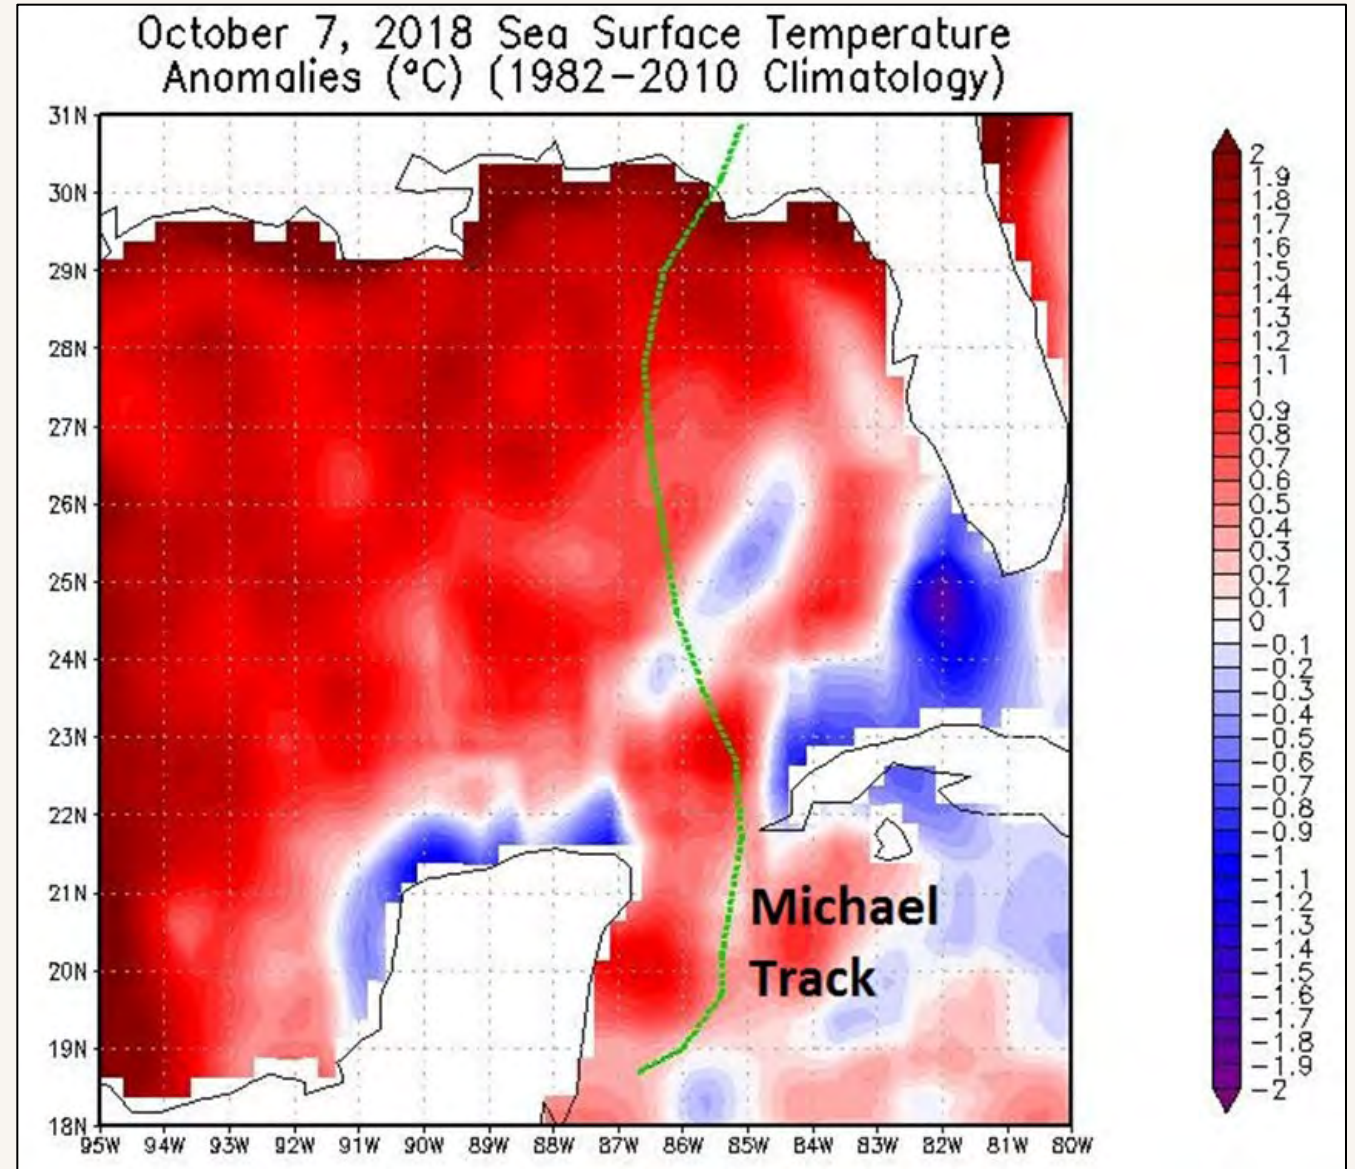 October 7, 2018 Sea Surface Temperature
Anomalies (°C) (1982-2010 Climatology)
31N
30N
29N
28N
27N
26N
25N
24N
23N
22N
21N
20N
19N
18N
95W 94W 93W 92W 91W 90W 89W 88W 87W 86W 85W 84W 83W 82W 81W 80W
Michael
Track
2
1.9
1.8
1.7
1.6
1.5
1.4
1.3
1.2
1.1
1
0.9
0.8
0.7
0.6
0.5
0.4
0.3
0.2
0.1
0
-0.1
-0.2
-0.3
-0.4
-0.5
-0.6
-0.7
-0.8
-0.9
-1
-1.1
-1.2
-1.3
-1.4
-1.5
-1.6
-1.7
-1.8
-1.9
-2